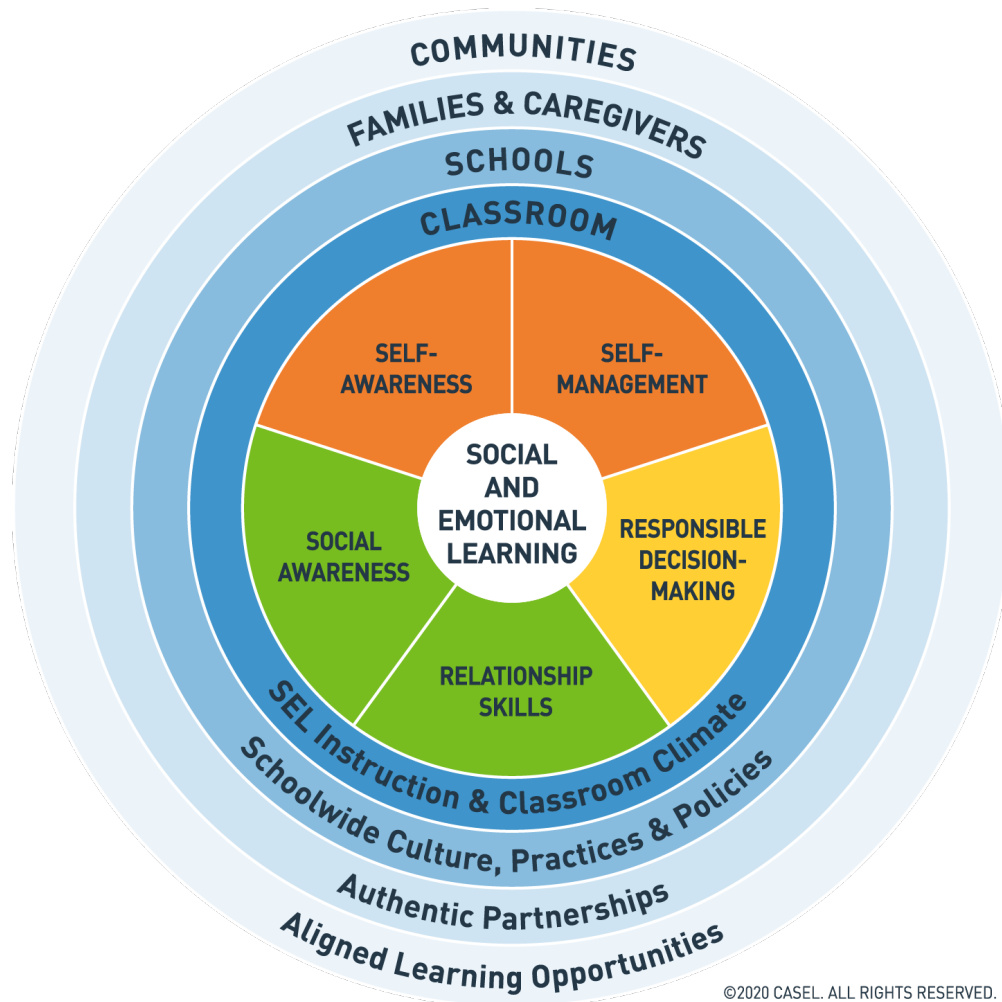 COMMUNITIES
FAMILIES & CAREGIVERS
SCHOOLS
CLASSROOM
SELF-
AWARENESS
SELF-
MANAGEMENT
SOCIAL
AND
EMOTIONAL
LEARNING
SOCIAL
AWARENESS
RESPONSIBLE
DECISION-
MAKING
RELATIONSHIP
SKILLS
SEL Instruction & Classroom Climate
Schoolwide Culture, Practices & Policies
Authentic Partnerships
Aligned Learning Opportunities
©2020 CASEL. ALL RIGHTS RESERVED.